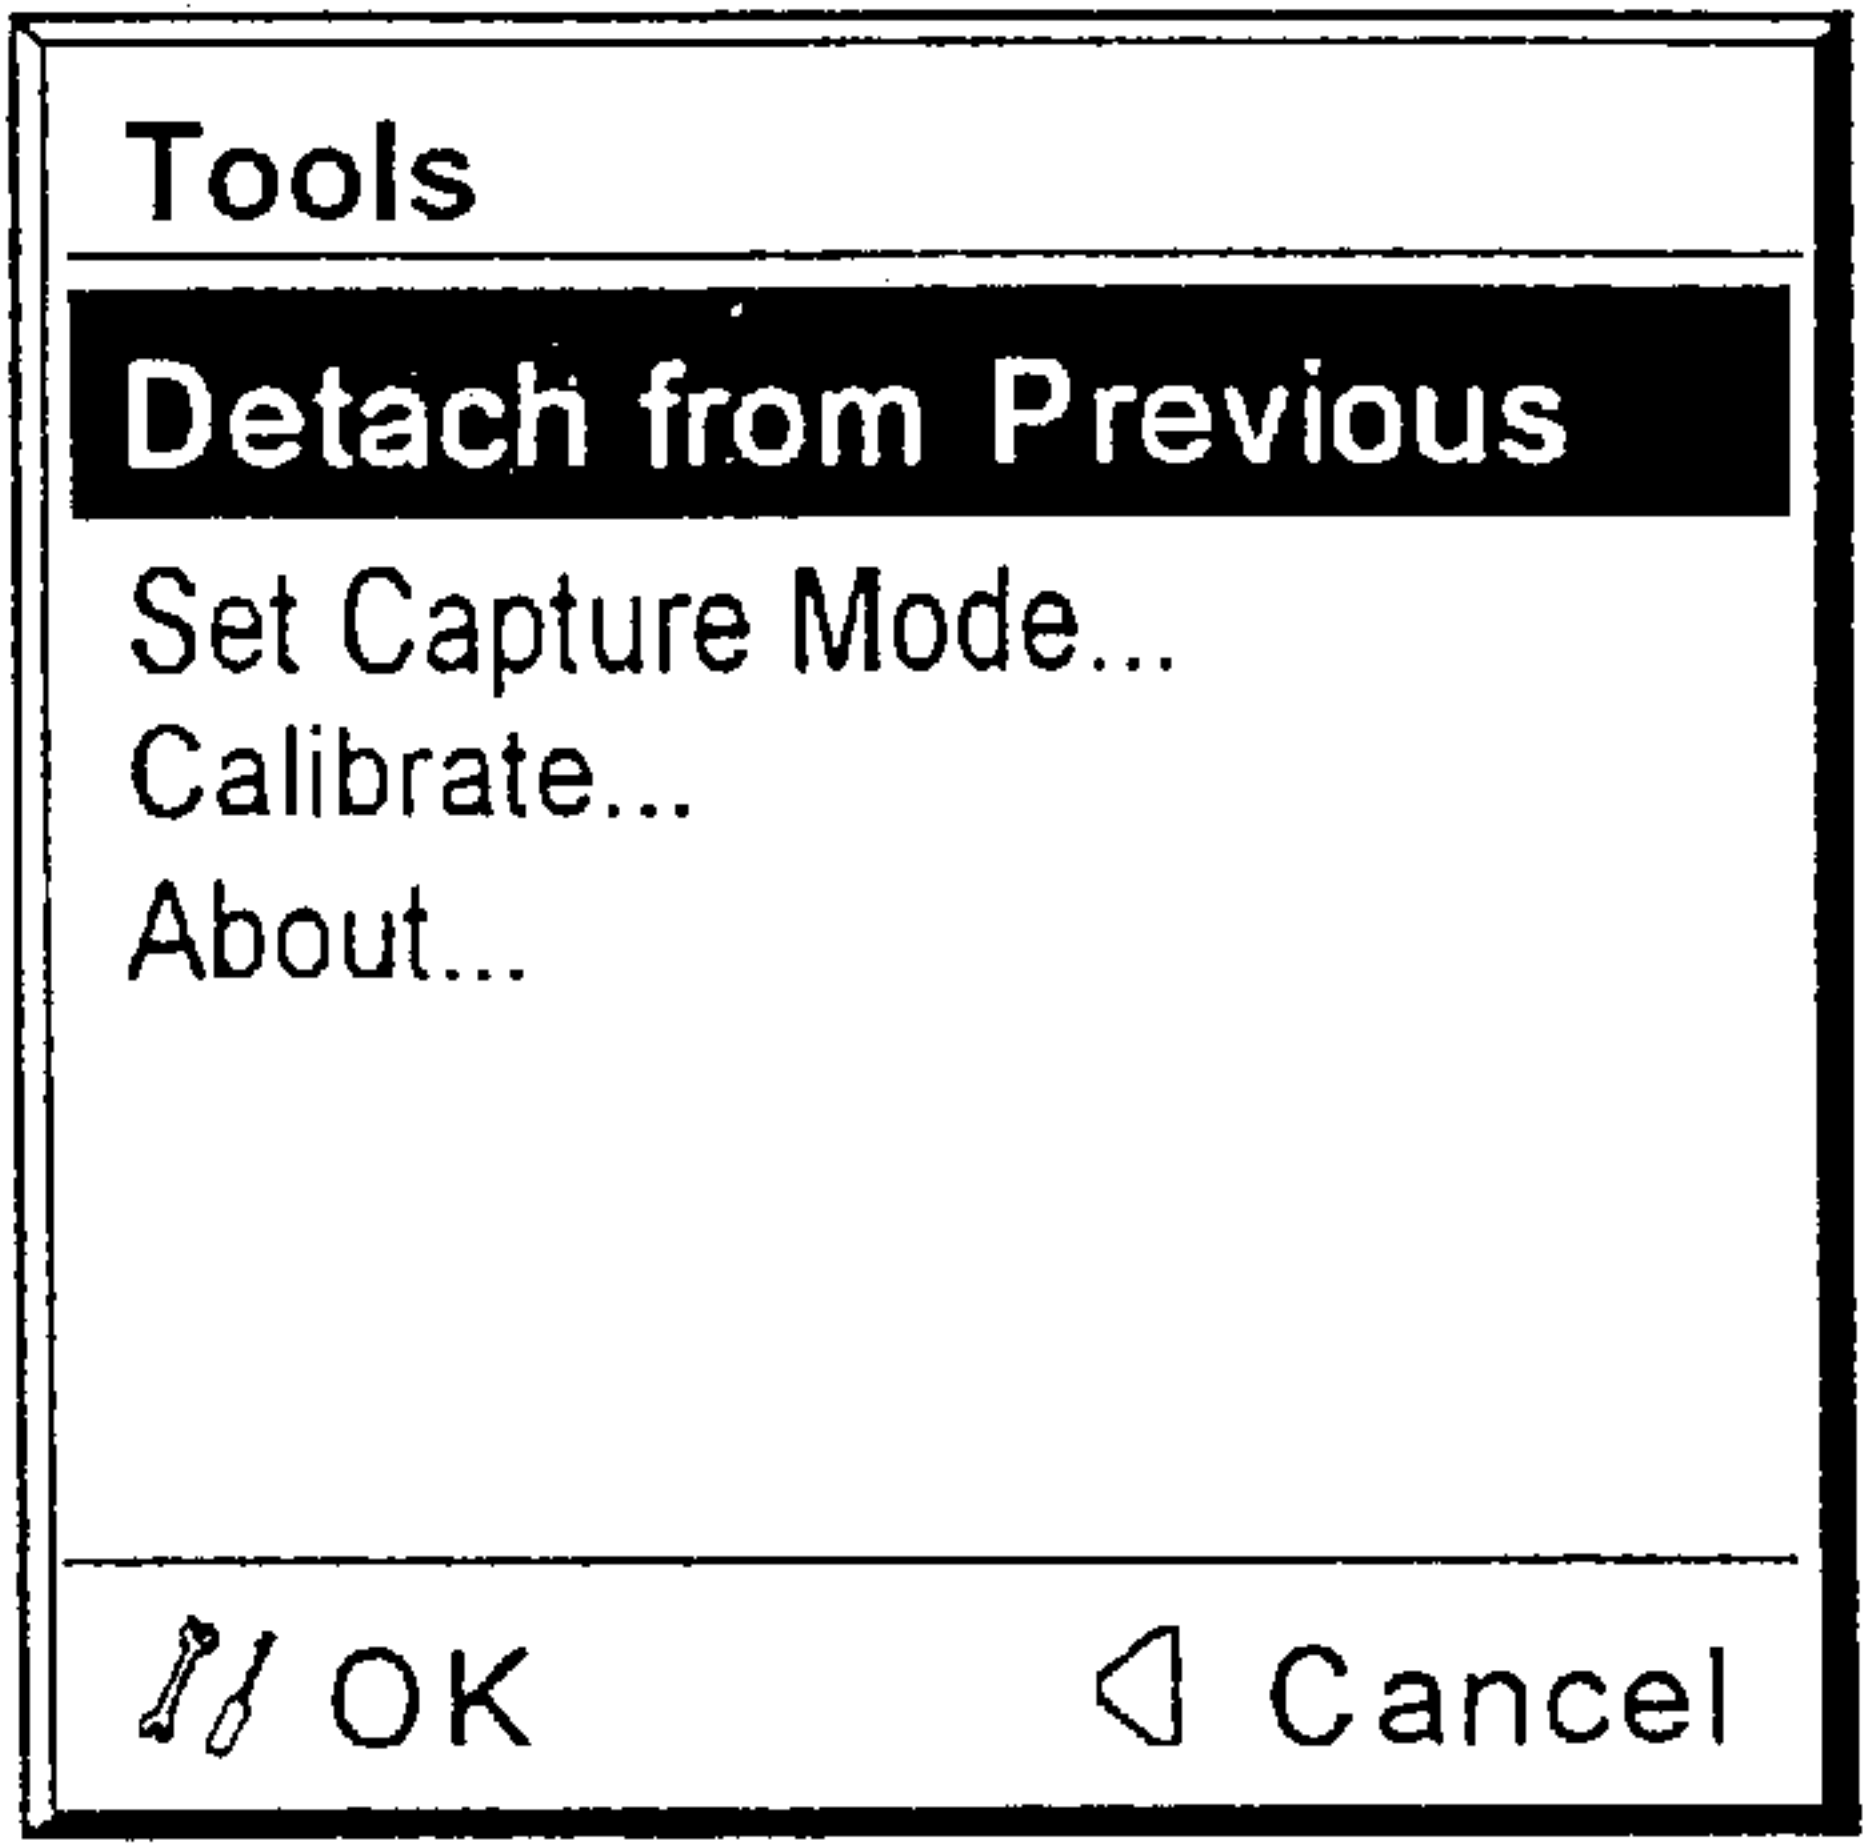 Tools
Detach from Previous
Set Capture Mode...
Calibrate...
About...
OK Cancel